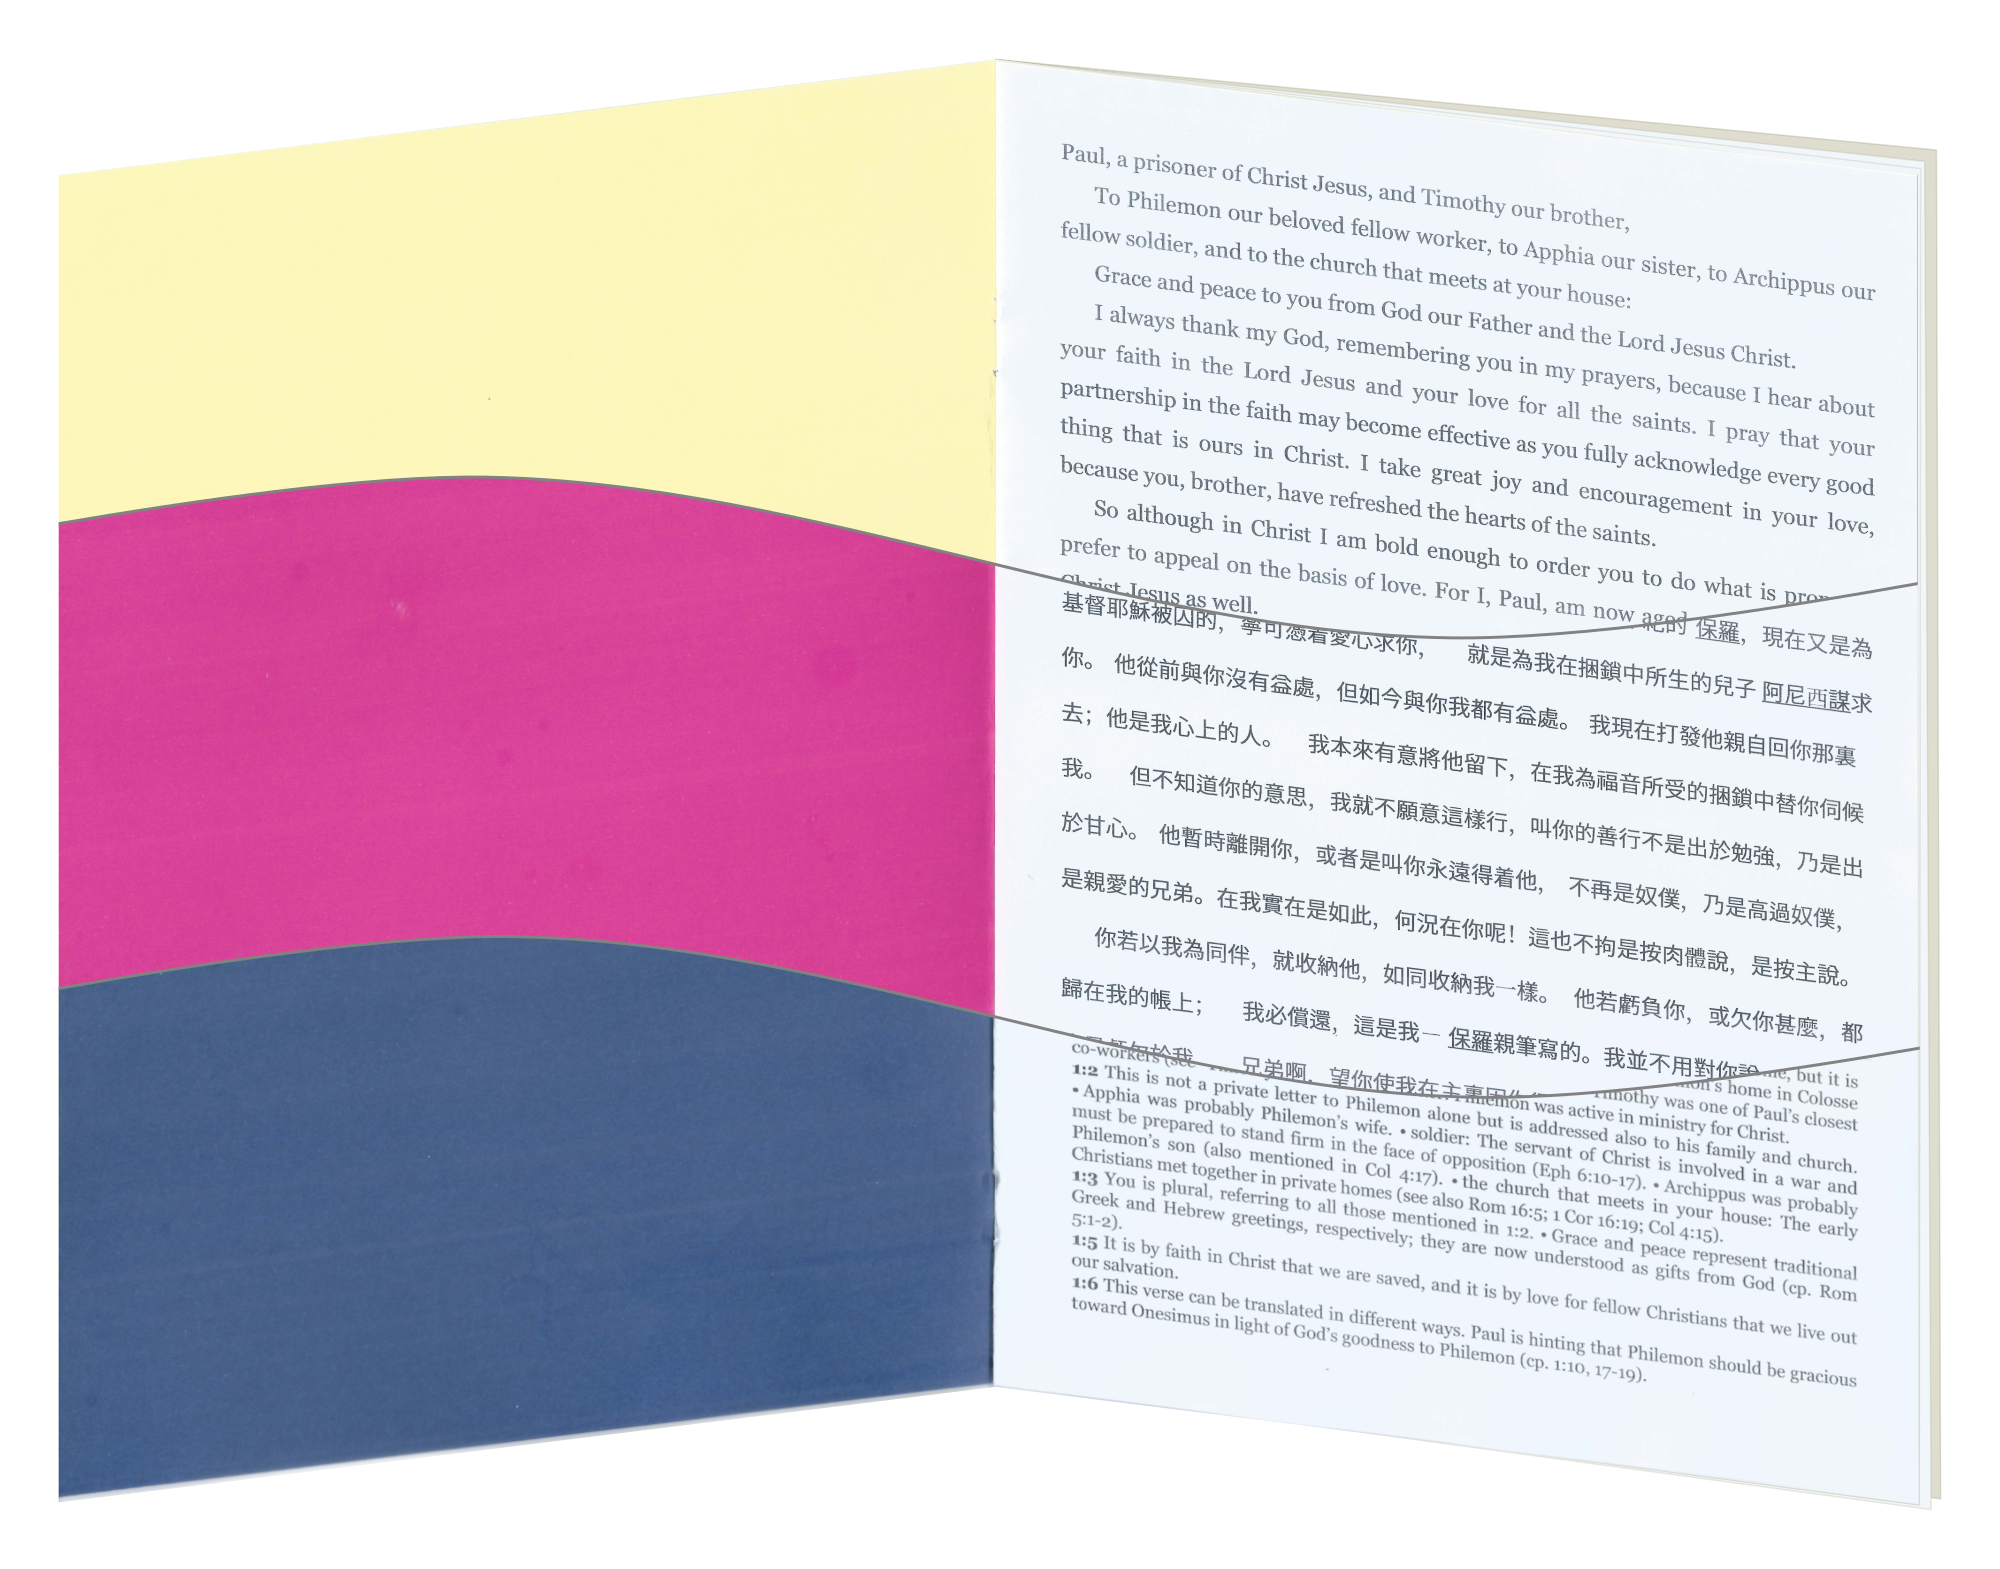 Paul, a prisoner of Christ Jesus, and Timothy our brother,
To Philemon our beloved fellow worker, to Apphia our sister, to Archippus our
fellow soldier, and to the church that meets at your house:
Grace and peace to you from God our Father and the Lord Jesus Christ.
I always thank my God, remembering you in my prayers, because I hear about
your faith in the Lord Jesus and your love for all the saints. I pray that your
partnership in the faith may become effective as you fully acknowledge every good
thing that is ours in Christ. I take great joy and encouragement in your love,
because you, brother, have refreshed the hearts of the saints.
So although in Christ I am bold enough to order you to do what is
prefer to appeal on the basis of love. For I, Paul, am now aged
Christ Jesus as well.
基督耶穌被囚的，寧可憑着愛心求你， 就是為我在捆鎖中所生的兒子 阿尼西謀求
的 保羅，現在又是為
你。 他從前與你沒有益處，但如今與你我都有益處。 我現在打發他親自回你那裏
去；他是我心上的人。 我本來有意將他留下，在我為福音所受的捆鎖中替你伺候
我。 但不知道你的意思，我就不願意這樣行，叫你的善行不是出於勉強，乃是出
於甘心。 他暫時離開你，或者是叫你永遠得着他， 不再是奴僕，乃是高過奴僕，
是親愛的兄弟。在我實在是如此，何況在你呢！這也不拘是按肉體說，是按主說。
你若以我為同伴，就收納他，如同收納我一樣。 他若虧負你，或欠你甚麼，都
歸在我的帳上； 我必償還，這是我一 保羅親筆寫的。我並不用對你說
於我 兄弟啊，望你使我在主裏因
me, but it is
home in Colosse
co-workers (see Timothy was one of Paul's closest
Philemon was active in ministry for Christ.
1:2 This is not a private letter to Philemon alone but is addressed also to his family and church.
• Apphia was probably Philemon's wife. • soldier: The servant of Christ is involved in a war and
must be prepared to stand firm in the face of opposition (Eph 6:10-17). • Archippus was probably
Philemon's son (also mentioned in Col 4:17). • the church that meets in your house: The early
Christians met together in private homes (see also Rom 16:5; 1 Cor 16:19; Col 4:15).
1:3 You is plural, referring to all those mentioned in 1:2. • Grace and peace represent traditional
Greek and Hebrew greetings, respectively; they are now understood as gifts from God (cp. Rom
5:1-2).
1:5 It is by faith in Christ that we are saved, and it is by love for fellow Christians that we live out
our salvation.
1:6 This verse can be translated in different ways. Paul is hinting that Philemon should be gracious
toward Onesimus in light of God's goodness to Philemon (cp. 1:10, 17-19).